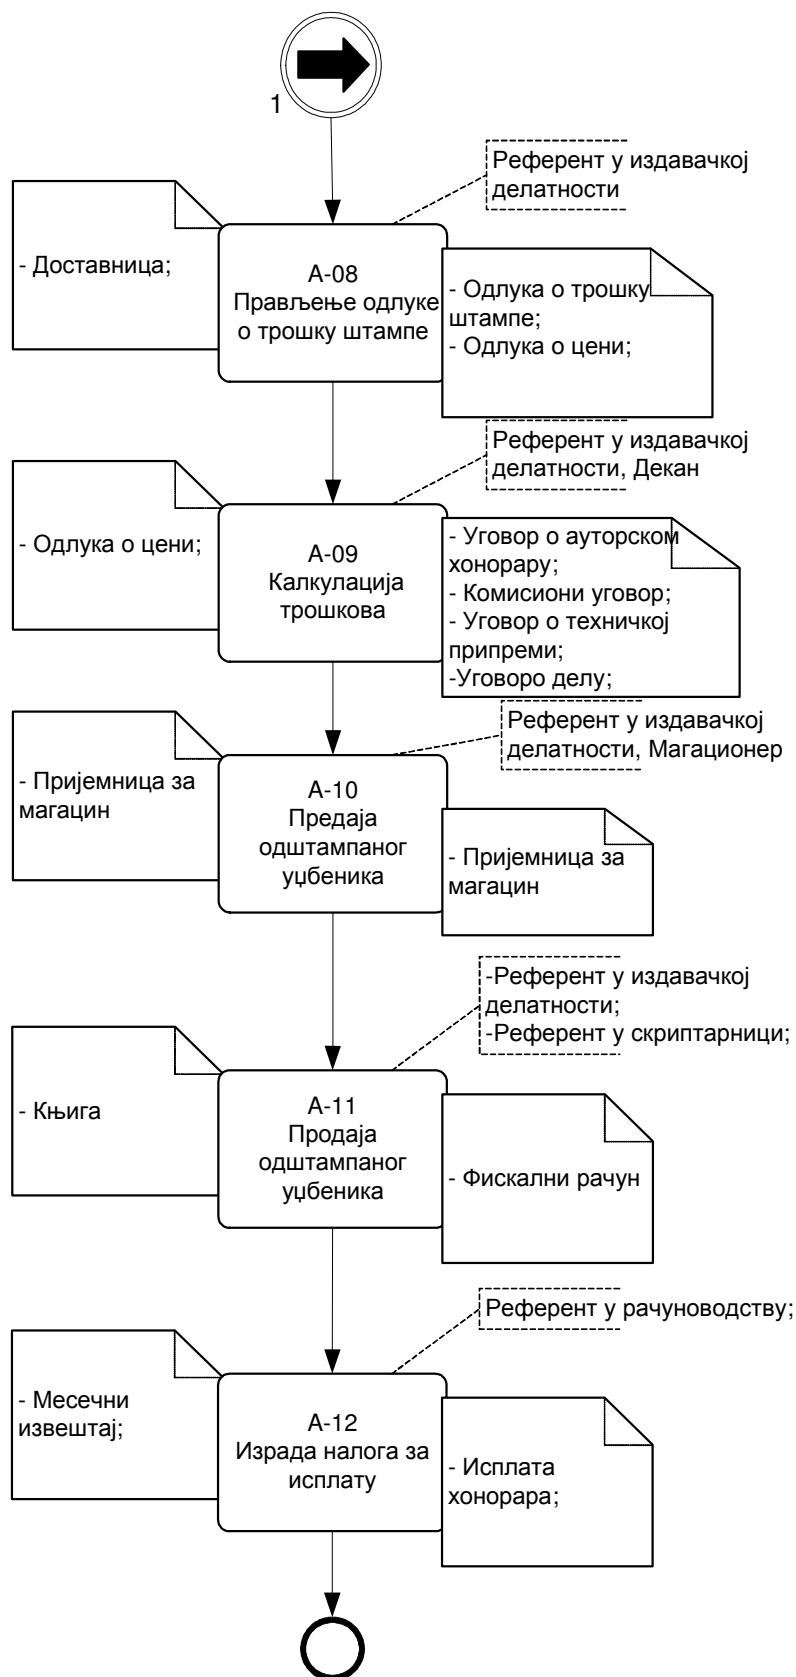 1
Референт у издавачкој
делатности
- Доставница;
А-08
Прављење одлуке
о трошку штампе
- Одлука о трошку
штампе;
- Одлука о цени;
Референт у издавачкој
делатности, Декан
- Одлука о цени;
А-09
Калкулација
трошкова
- Уговор о ауторском
хонорару;
- Комисиони уговор;
- Уговор о техничкој
припреми;
-Уговоро делу;
Референт у издавачкој
делатности, Магационер
- Пријемница за
магацин
А-10
Предаја
одштампаног
уџбеника
- Пријемница за
магацин
-Референт у издавачкој
делатности;
-Референт у скриптарници;
- Књига
А-11
Продаја
одштампаног
уџбеника
- Фискални рачун
Референт у рачуноводству;
- Месечни
извештај;
А-12
Израда налога за
исплату
- Исплата
хонорара;